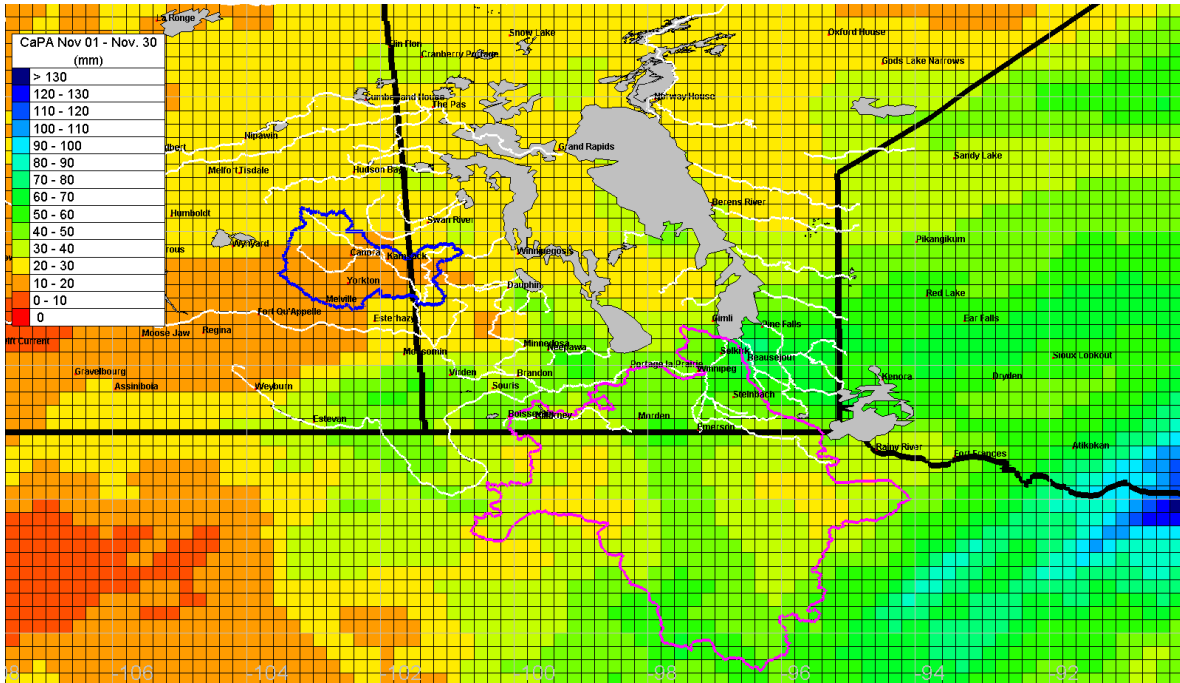 La Ronge
Snow Lake
Oxford House
CaPA Nov 01 - Nov. 30
(mm)
> 130
120 - 130
110 - 120
100 - 110
90 - 100
80 - 90
70 - 80
60 - 70
50 - 60
40 - 50
30 - 40
20 - 30
10 - 20
0 - 10
0
Flin Flon
Cranberry Portage
Gods Lake Narrows
Cumberland House
The Pas
Norway House
Nipawin
Grand Rapids
Sandy Lake
Melfort
Tisdale
Hudson Bay
Berens River
Humboldt
Swan River
Wynyard
Pikangikum
Canora
Kamsack
Winnipegosis
Yorkton
Dauphin
Red Lake
Melville
Fort Qu'Appelle
Esterhazy
Gimli
Pine Falls
Ear Falls
Moose Jaw
Regina
Minnedosa
Neepawa
Selkirk
Beausejour
Moosomin
Sioux Lookout
Portage la Prairie
Winnipeg
Gravelbourg
Virden
Brandon
Kenora
Dryden
Assiniboia
Weyburn
Souris
Steinbach
Estevan
Morden
Emerson
Rainy River
Fort Frances
Atikokan
-106
-104
-102
-100
-98
-96
-94
-92